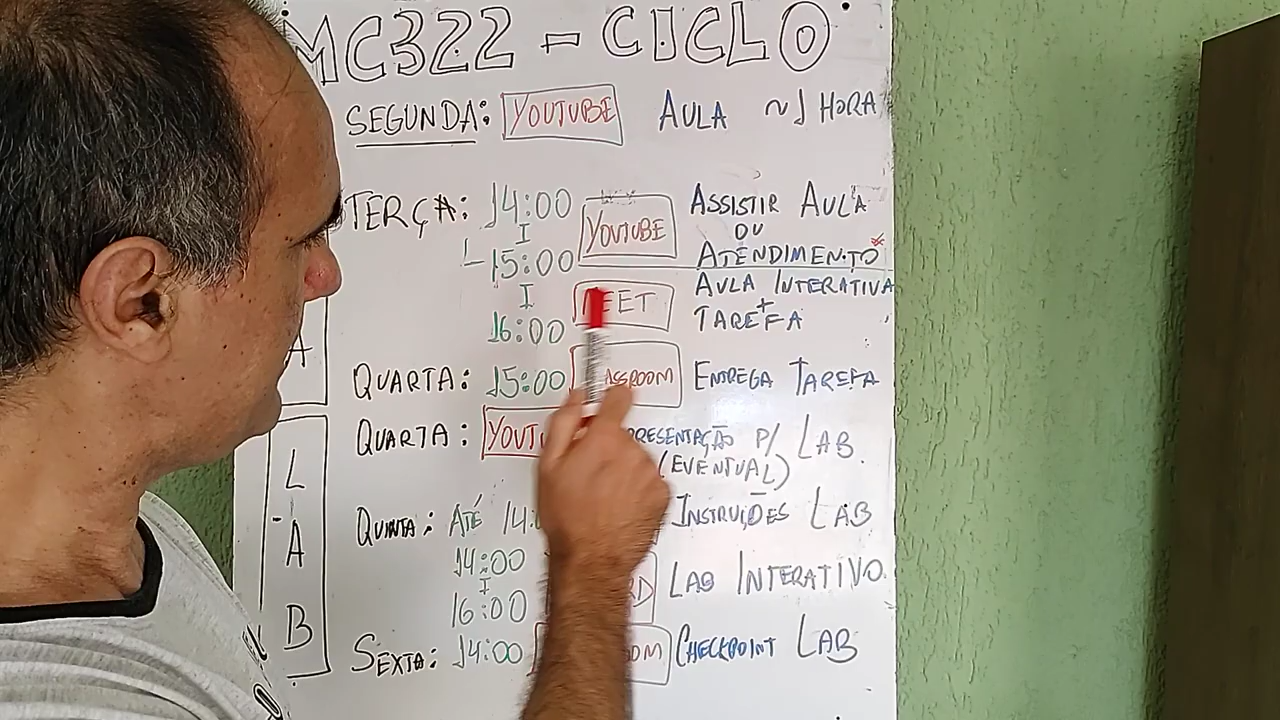 MC322 - CICLO
SEGUNDA: YOUTUBE AULA ~1 HORA
TERÇA: 14:00 YOUTUBE ASSISTIR AULA
I OU
15:00 ATENDIMENTO*
I AULA INTERATIVA
16:00 + TAREFA
QUARTA: 15:00 ENTREGA TAREFA
QUARTA: P/ LAB.
(EVENTUAL)
QUINTA: ATÉ INSTRUÇÕES LAB
14:00
I LAB INTERATIVO.
16:00
SEXTA: 14:00 CHECKPOINT LAB
A
L
A
B